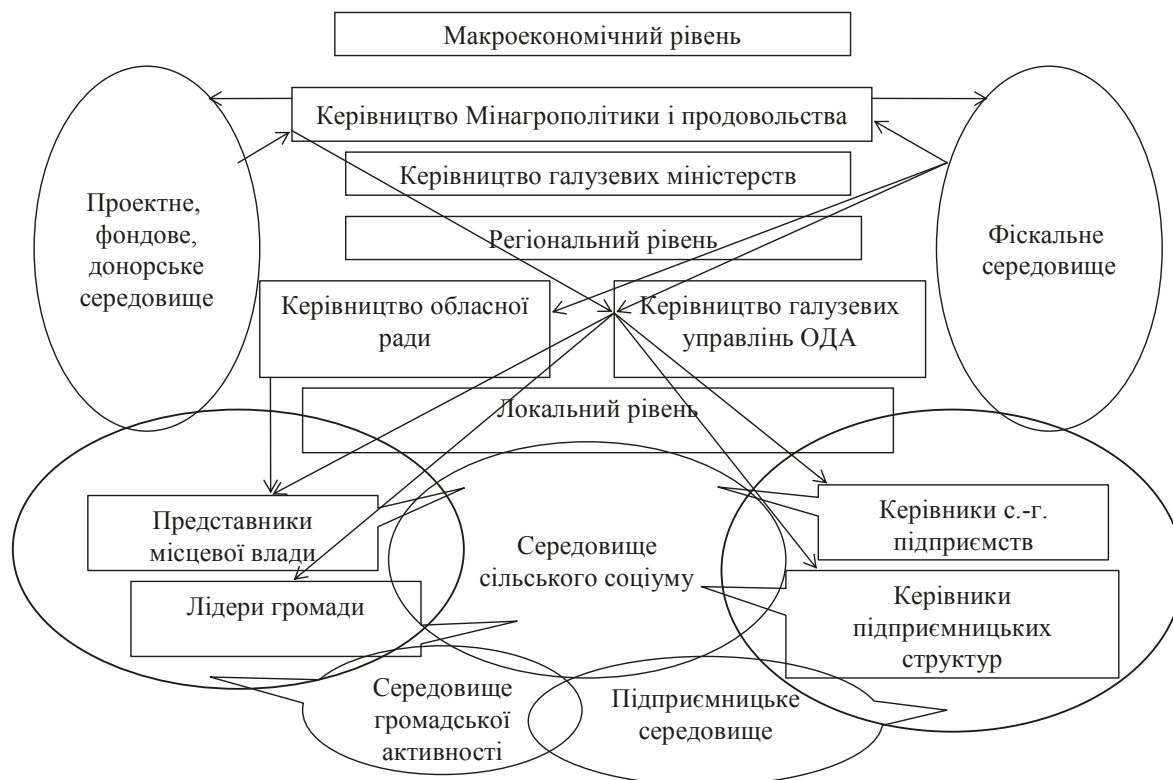 Макроекономічний рівень
Керівництво Мінагрополітики і продовольства
Керівництво галузевих міністерств
Проектне,
фондове,
донорське
середовище
Регіональний рівень
Фіскальне
середовище
Керівництво обласної
ради
Керівництво галузевих
управлінь ОДА
Локальний рівень
Представники
місцевої влади
Середовище
сільського соціуму
Керівники с.-г.
підприємств
Лідери громади
Керівники
підприємницьких
структур
Середовище
громадської
активності
Підприємницьке
середовище